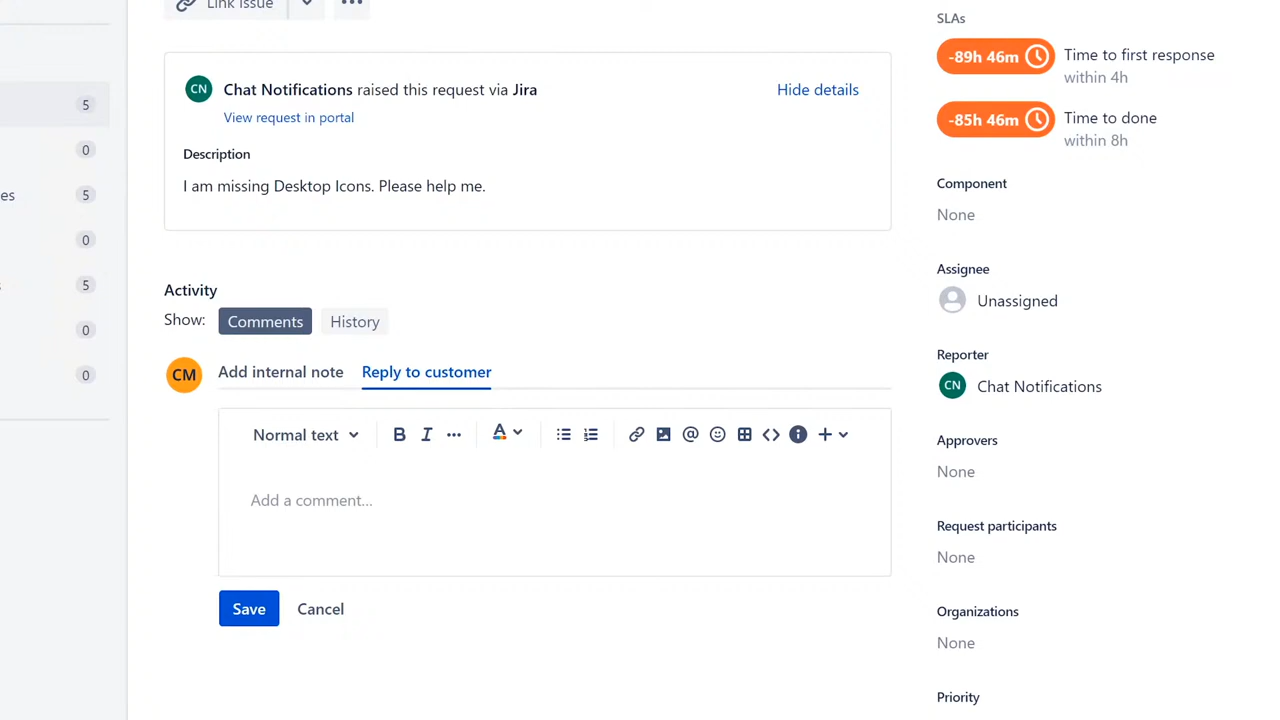 Link issue
CN
Chat Notifications raised this request via Jira
Hide details
View request in portal
Description
I am missing Desktop Icons. Please help me.
5
0
es 5
0
s 5
0
0
Activity
Show: Comments History
CM
Add internal note Reply to customer
Normal text B I A @ <> i +
Add a comment...
Save Cancel
SLAs
-89h 46m Time to first response
within 4h
-85h 46m Time to done
within 8h
Component
None
Assignee
Unassigned
Reporter
CN Chat Notifications
Approvers
None
Request participants
None
Organizations
None
Priority